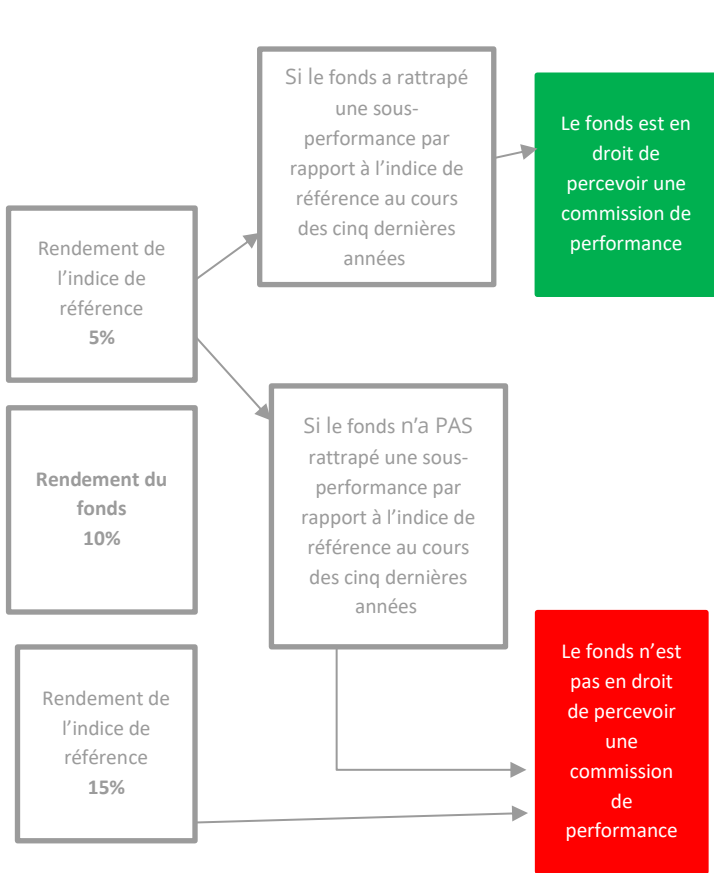 Si le fonds a rattrapé
une sous-
performance par
rapport à l'indice de
référence au cours
des cinq dernières
années
Le fonds est en
droit de
percevoir une
commission de
performance
Rendement de
l'indice de
référence
5%
Si le fonds n'a PAS
rattrapé une sous-
performance par
rapport à l'indice de
référence au cours
des cinq dernières
années
Rendement du
fonds
10%
Rendement de
l'indice de
référence
15%
Le fonds n'est
pas en droit
de percevoir
une
commission
de
performance